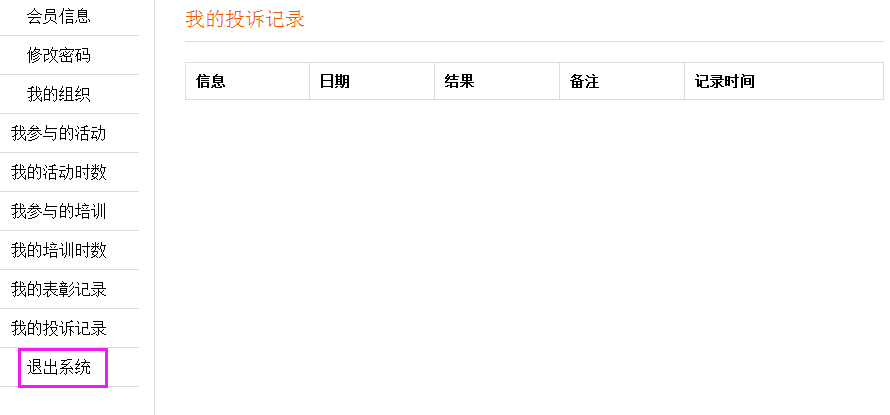 会员信息
修改密码
我的组织
我参与的活动
我的活动时数
我参与的培训
我的培训时数
我的表彰记录
我的投诉记录
退出系统
我的投诉记录
信息 日期 结果 备注 记录时间